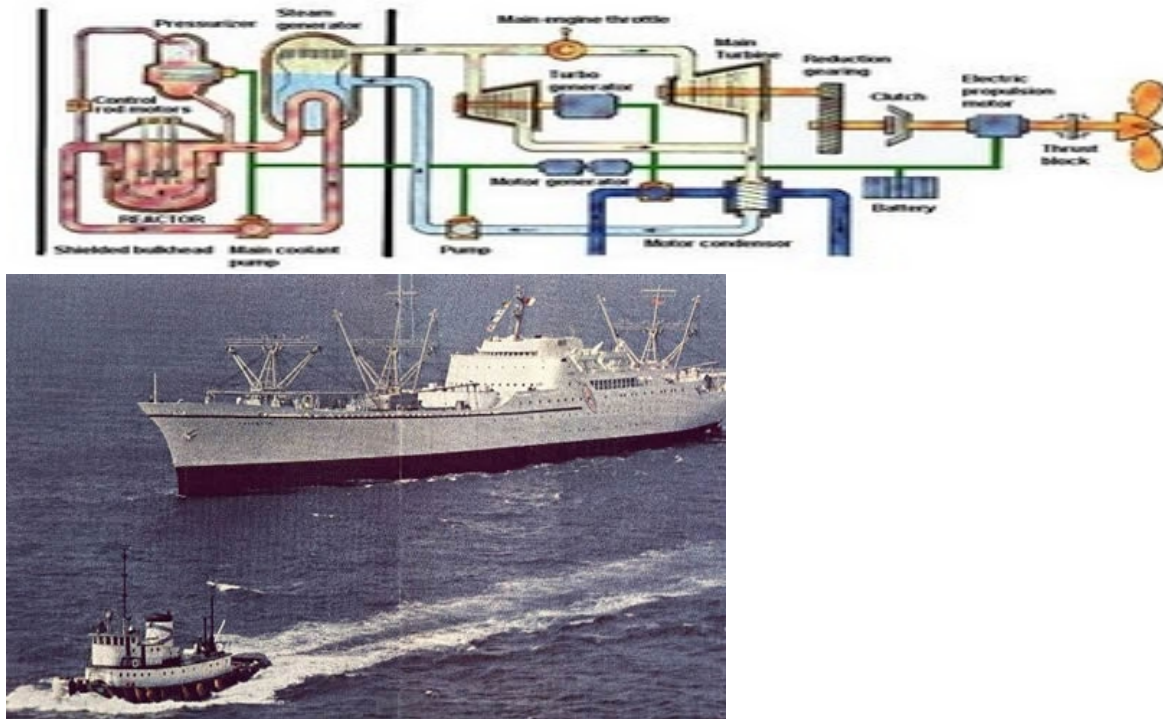 Pressurizer
Steam
generator
Main-engine throttle
Main
Turbine
Reduction
gearing
Electric
propulsion
motor
Turbo
generator
Clutch
Control
rod motors
Thrust
block
Motor generator
Battery
REACTOR
Shielded bulkhead
Main coolant
pump
Pump
Motor condensor